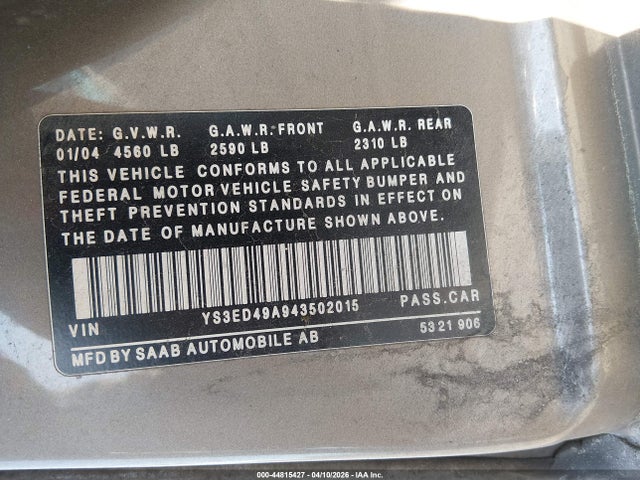 DATE: G.V.W.R. G.A.W.R. FRONT G.A.W.R. REAR
01/04 4560 LB 2590 LB 2310 LB
THIS VEHICLE CONFORMS TO ALL APPLICABLE
FEDERAL MOTOR VEHICLE SAFETY BUMPER AND
THEFT PREVENTION STANDARDS IN EFFECT ON
THE DATE OF MANUFACTURE SHOWN ABOVE.
VIN YS3ED49A943502015 PASS.CAR
MFD BY SAAB AUTOMOBILE AB 5321 906
000-44815427 - 04/10/2026 - IAA Inc.